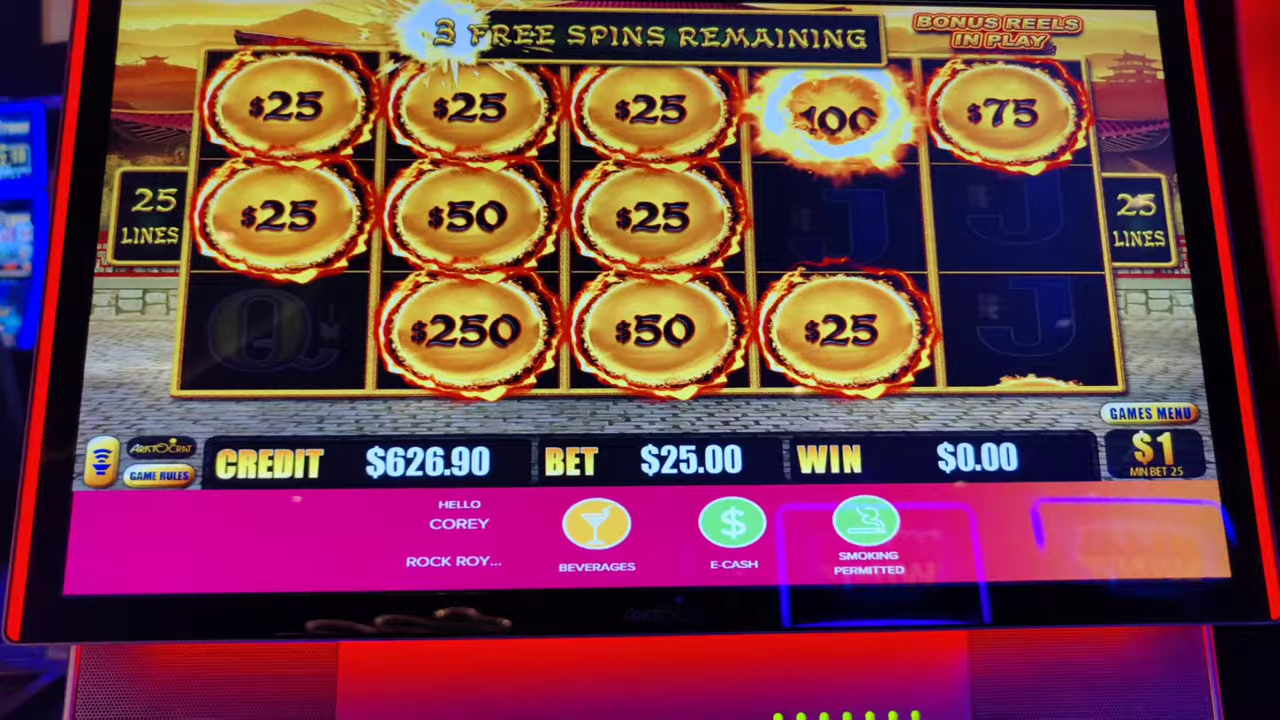 3 FREE SPINS REMAINING
BONUS REELS
IN PLAY
$25 $25 $25 100 $75
25
LINES
$25 $50 $25 J J
25
LINES
Q $250 $50 $25 J
GAMES MENU
ARISTOCRAT
GAME RULES
CREDIT $626.90 BET $25.00 WIN $0.00
$1
MIN BET 25
HELLO
COREY
ROCK ROY...
BEVERAGES
E-CASH
SMOKING
PERMITTED
ARISTOCRAT